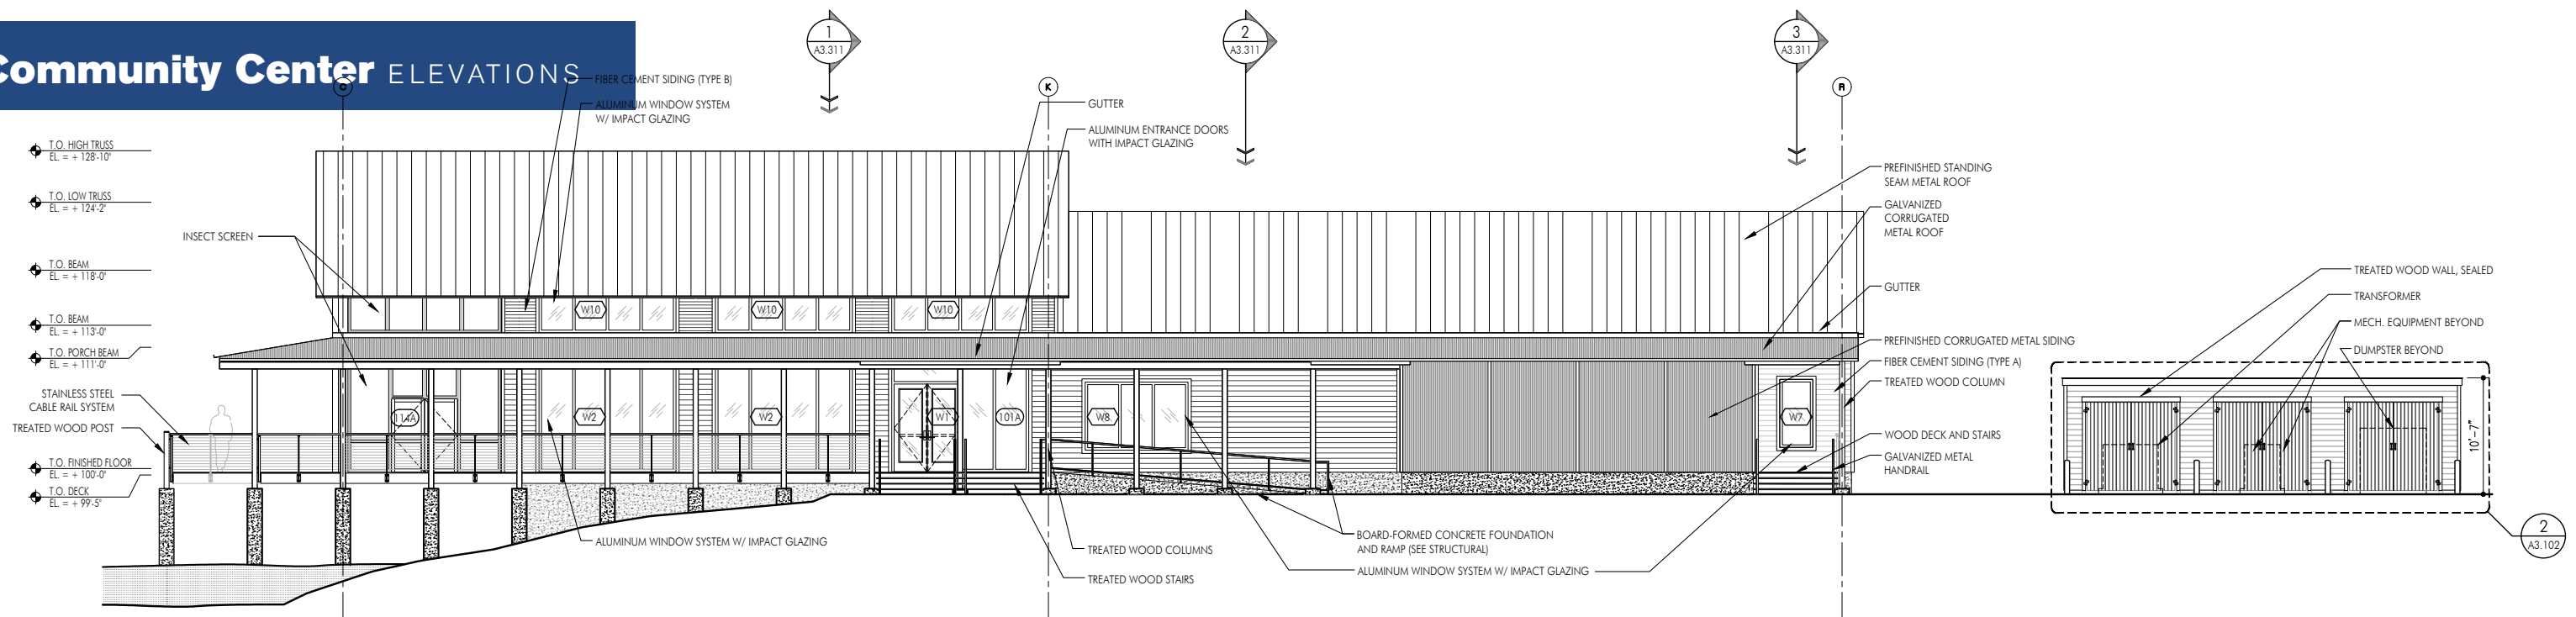 Community Center ELEVATIONS
1
A3.311
2
A3.311
3
A3.311
C
K
R
T.O. HIGH TRUSS
EL. = + 128'-10"
T.O. LOW TRUSS
EL. = + 124'-2"
T.O. BEAM
EL. = + 118'-0"
T.O. BEAM
EL. = + 113'-0"
T.O. PORCH BEAM
EL. = + 111'-0"
STAINLESS STEEL
CABLE RAIL SYSTEM
TREATED WOOD POST
T.O. FINISHED FLOOR
EL. = + 100'-0"
T.O. DECK
EL. = + 99'-5"
INSECT SCREEN
FIBER CEMENT SIDING (TYPE B)
ALUMINUM WINDOW SYSTEM
W/ IMPACT GLAZING
GUTTER
ALUMINUM ENTRANCE DOORS
WITH IMPACT GLAZING
W10
W10
W10
114A
W2
W2
W1
101A
W8
W7
PREFINISHED STANDING
SEAM METAL ROOF
GALVANIZED
CORRUGATED
METAL ROOF
GUTTER
PREFINISHED CORRUGATED METAL SIDING
FIBER CEMENT SIDING (TYPE A)
TREATED WOOD COLUMN
WOOD DECK AND STAIRS
GALVANIZED METAL
HANDRAIL
ALUMINUM WINDOW SYSTEM W/ IMPACT GLAZING
TREATED WOOD COLUMNS
TREATED WOOD STAIRS
BOARD-FORMED CONCRETE FOUNDATION
AND RAMP (SEE STRUCTURAL)
ALUMINUM WINDOW SYSTEM W/ IMPACT GLAZING
TREATED WOOD WALL, SEALED
TRANSFORMER
MECH. EQUIPMENT BEYOND
DUMPSTER BEYOND
10'-7"
2
A3.102